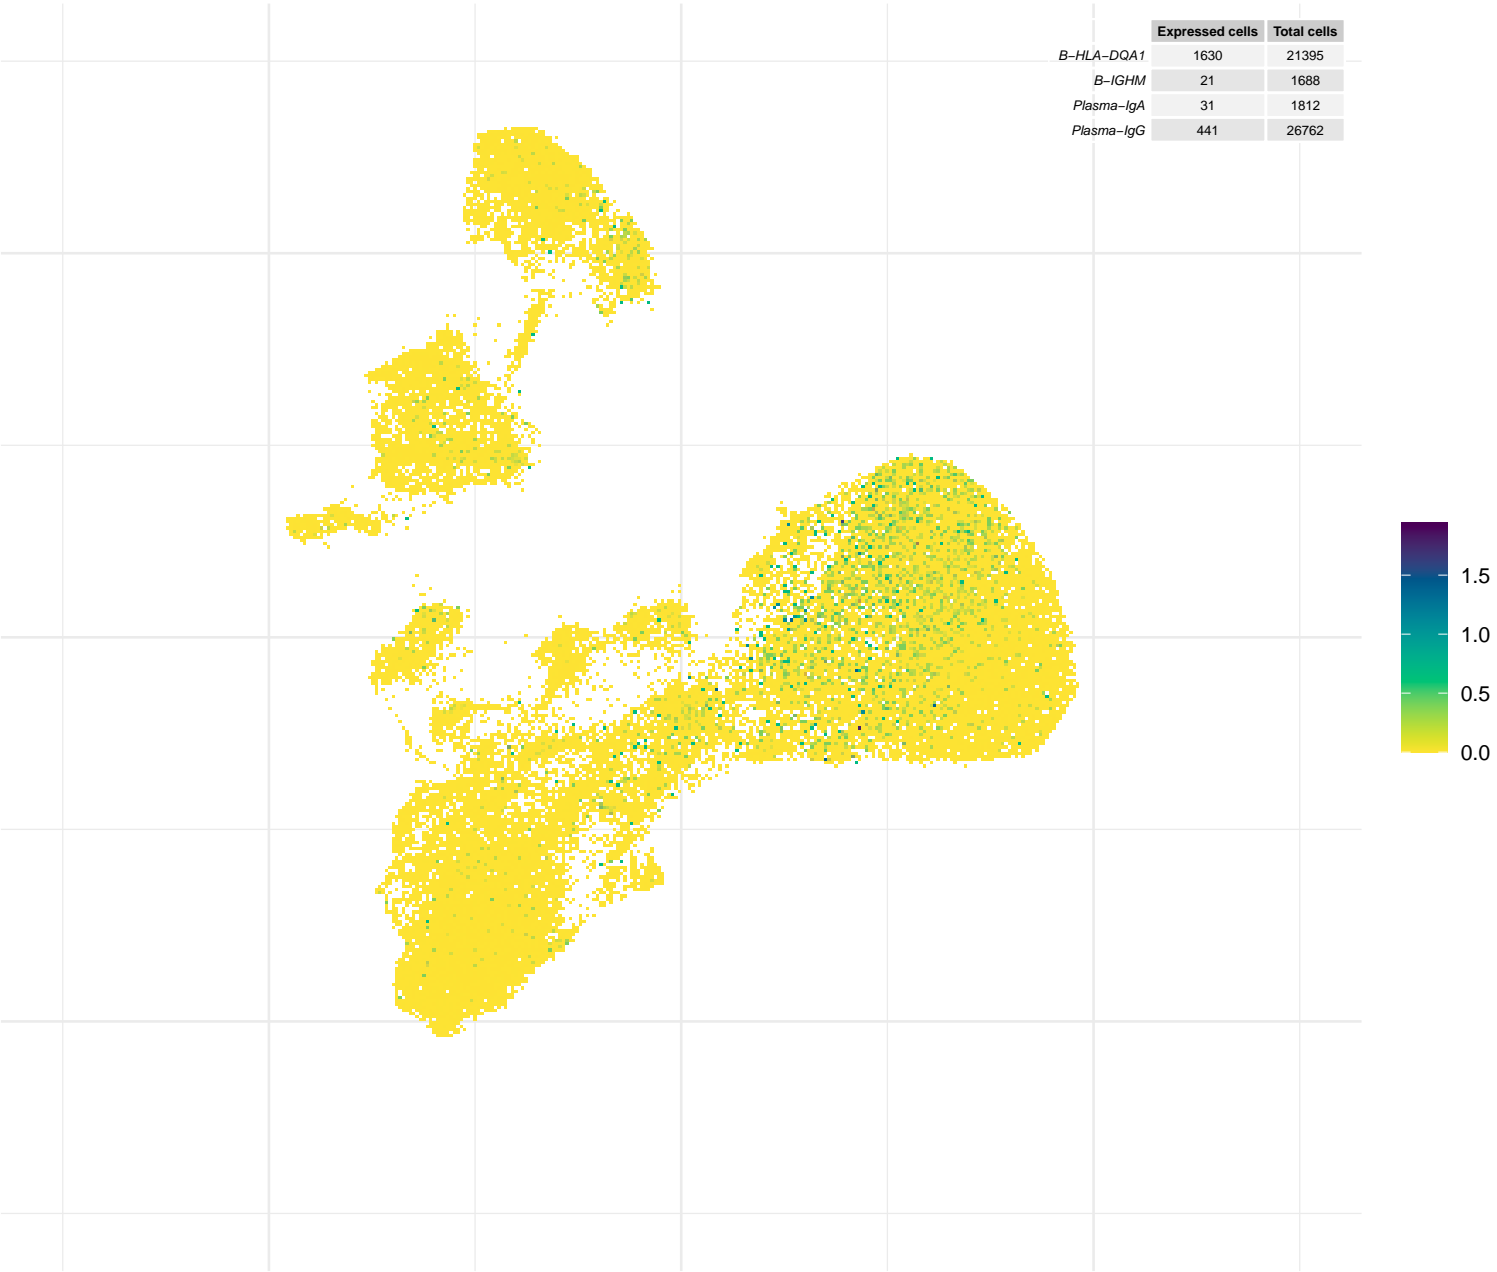 Expressed cells Total cells
B−HLA−DQA1 1630 21395
B−IGHM 21 1688
Plasma−IgA 31 1812
Plasma−IgG 441 26762
1.5
1.0
0.5
0.0